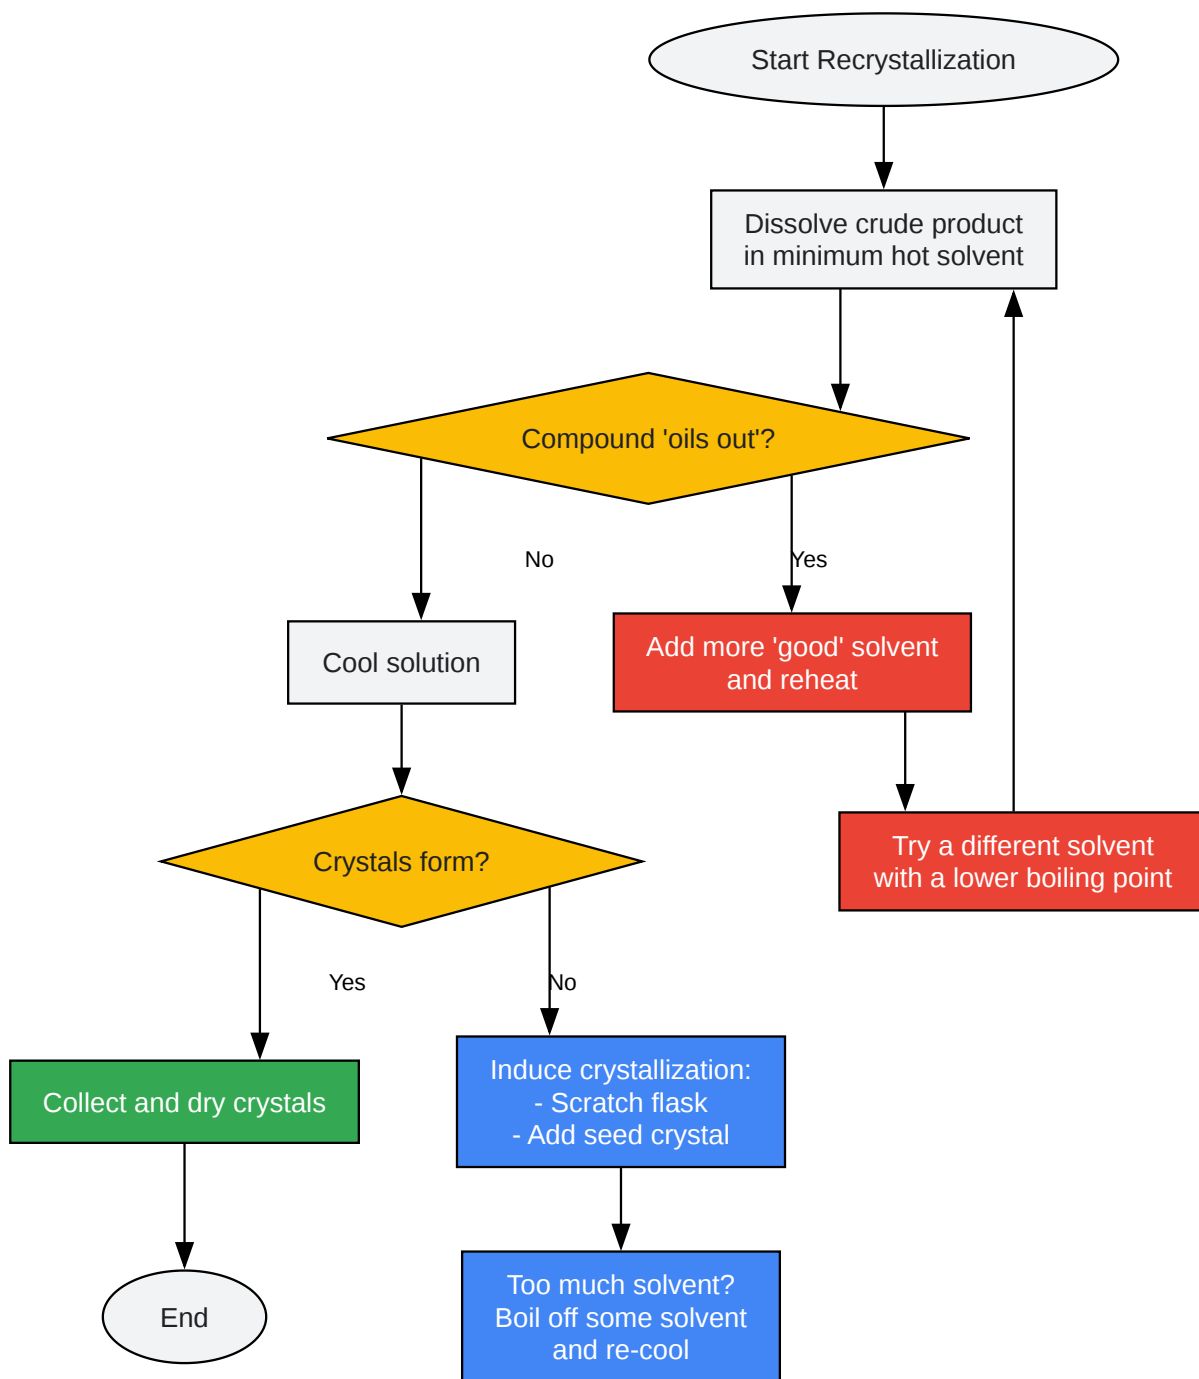 Start Recrystallization
Dissolve crude product
in minimum hot solvent
Compound 'oils out'?
No
Yes
Cool solution
Add more 'good' solvent
and reheat
Try a different solvent
with a lower boiling point
Crystals form?
Yes
No
Collect and dry crystals
Induce crystallization:
- Scratch flask
- Add seed crystal
End
Too much solvent?
Boil off some solvent
and re-cool